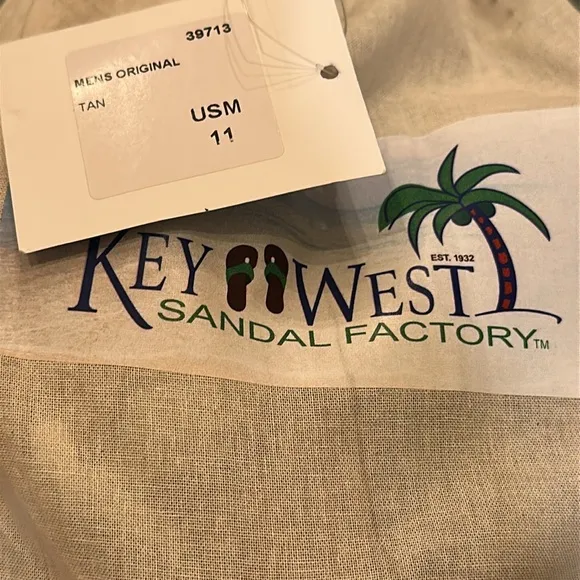 39713
MENS ORIGINAL
TAN
USM
11
EST. 1932
KEY WEST
SANDAL FACTORY™